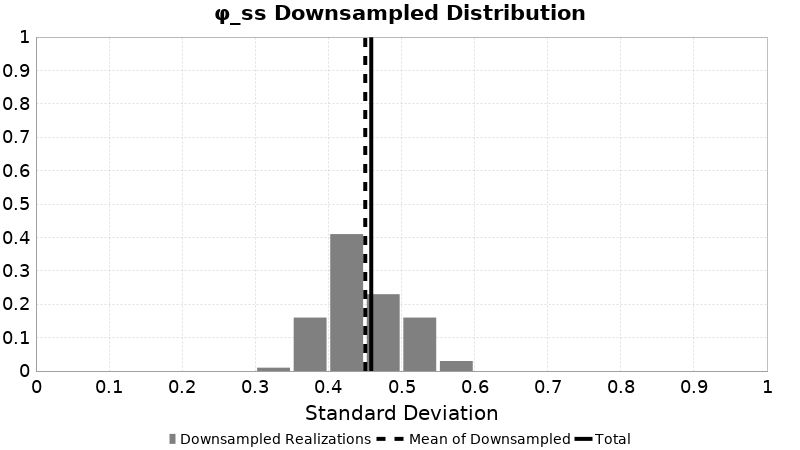 φ_ss Downsampled Distribution
1
0.9
0.8
0.7
0.6
0.5
0.4
0.3
0.2
0.1
0
0 0.1 0.2 0.3 0.4 0.5 0.6 0.7 0.8 0.9 1
Standard Deviation
Downsampled Realizations Mean of Downsampled Total